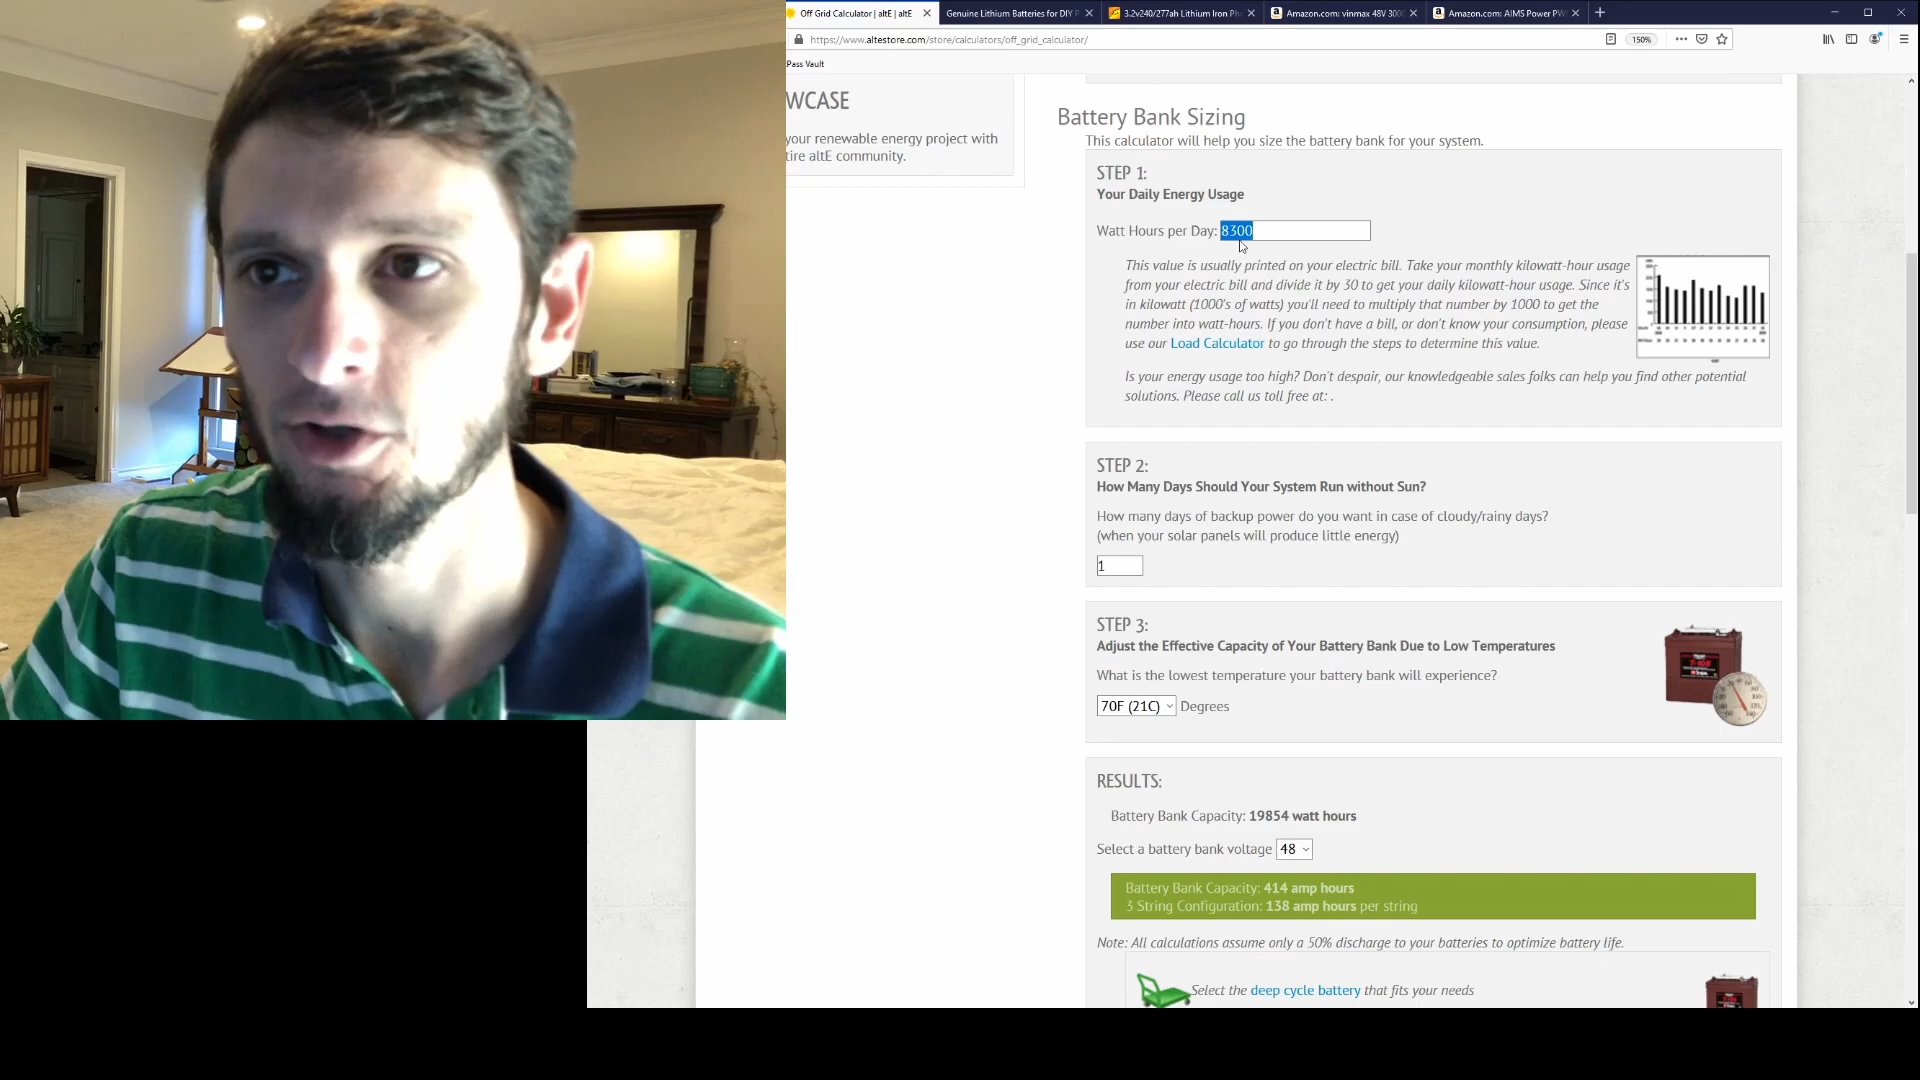 Off Grid Calculator | altE | altE
Genuine Lithium Batteries for DIY P
3.2v240/277ah Lithium Iron Ph
Amazon.com: vinmax 48V 300
Amazon.com: AIMS Power PW
https://www.altestore.com/store/calculators/off_grid_calculator/
150%
Pass Vault
WCASE
your renewable energy project with
tire altE community.
Battery Bank Sizing
This calculator will help you size the battery bank for your system.
STEP 1:
Your Daily Energy Usage
Watt Hours per Day: 8300
This value is usually printed on your electric bill. Take your monthly kilowatt-hour usage
from your electric bill and divide it by 30 to get your daily kilowatt-hour usage. Since it's
in kilowatt (1000's of watts) you'll need to multiply that number by 1000 to get the
number into watt-hours. If you don't have a bill, or don't know your consumption, please
use our Load Calculator to go through the steps to determine this value.
Is your energy usage too high? Don't despair, our knowledgeable sales folks can help you find other potential
solutions. Please call us toll free at: .
STEP 2:
How Many Days Should Your System Run without Sun?
How many days of backup power do you want in case of cloudy/rainy days?
(when your solar panels will produce little energy)
1
STEP 3:
Adjust the Effective Capacity of Your Battery Bank Due to Low Temperatures
What is the lowest temperature your battery bank will experience?
70F (21C) Degrees
RESULTS:
Battery Bank Capacity: 19854 watt hours
Select a battery bank voltage 48
Battery Bank Capacity: 414 amp hours
3 String Configuration: 138 amp hours per string
Note: All calculations assume only a 50% discharge to your batteries to optimize battery life.
Select the deep cycle battery that fits your needs